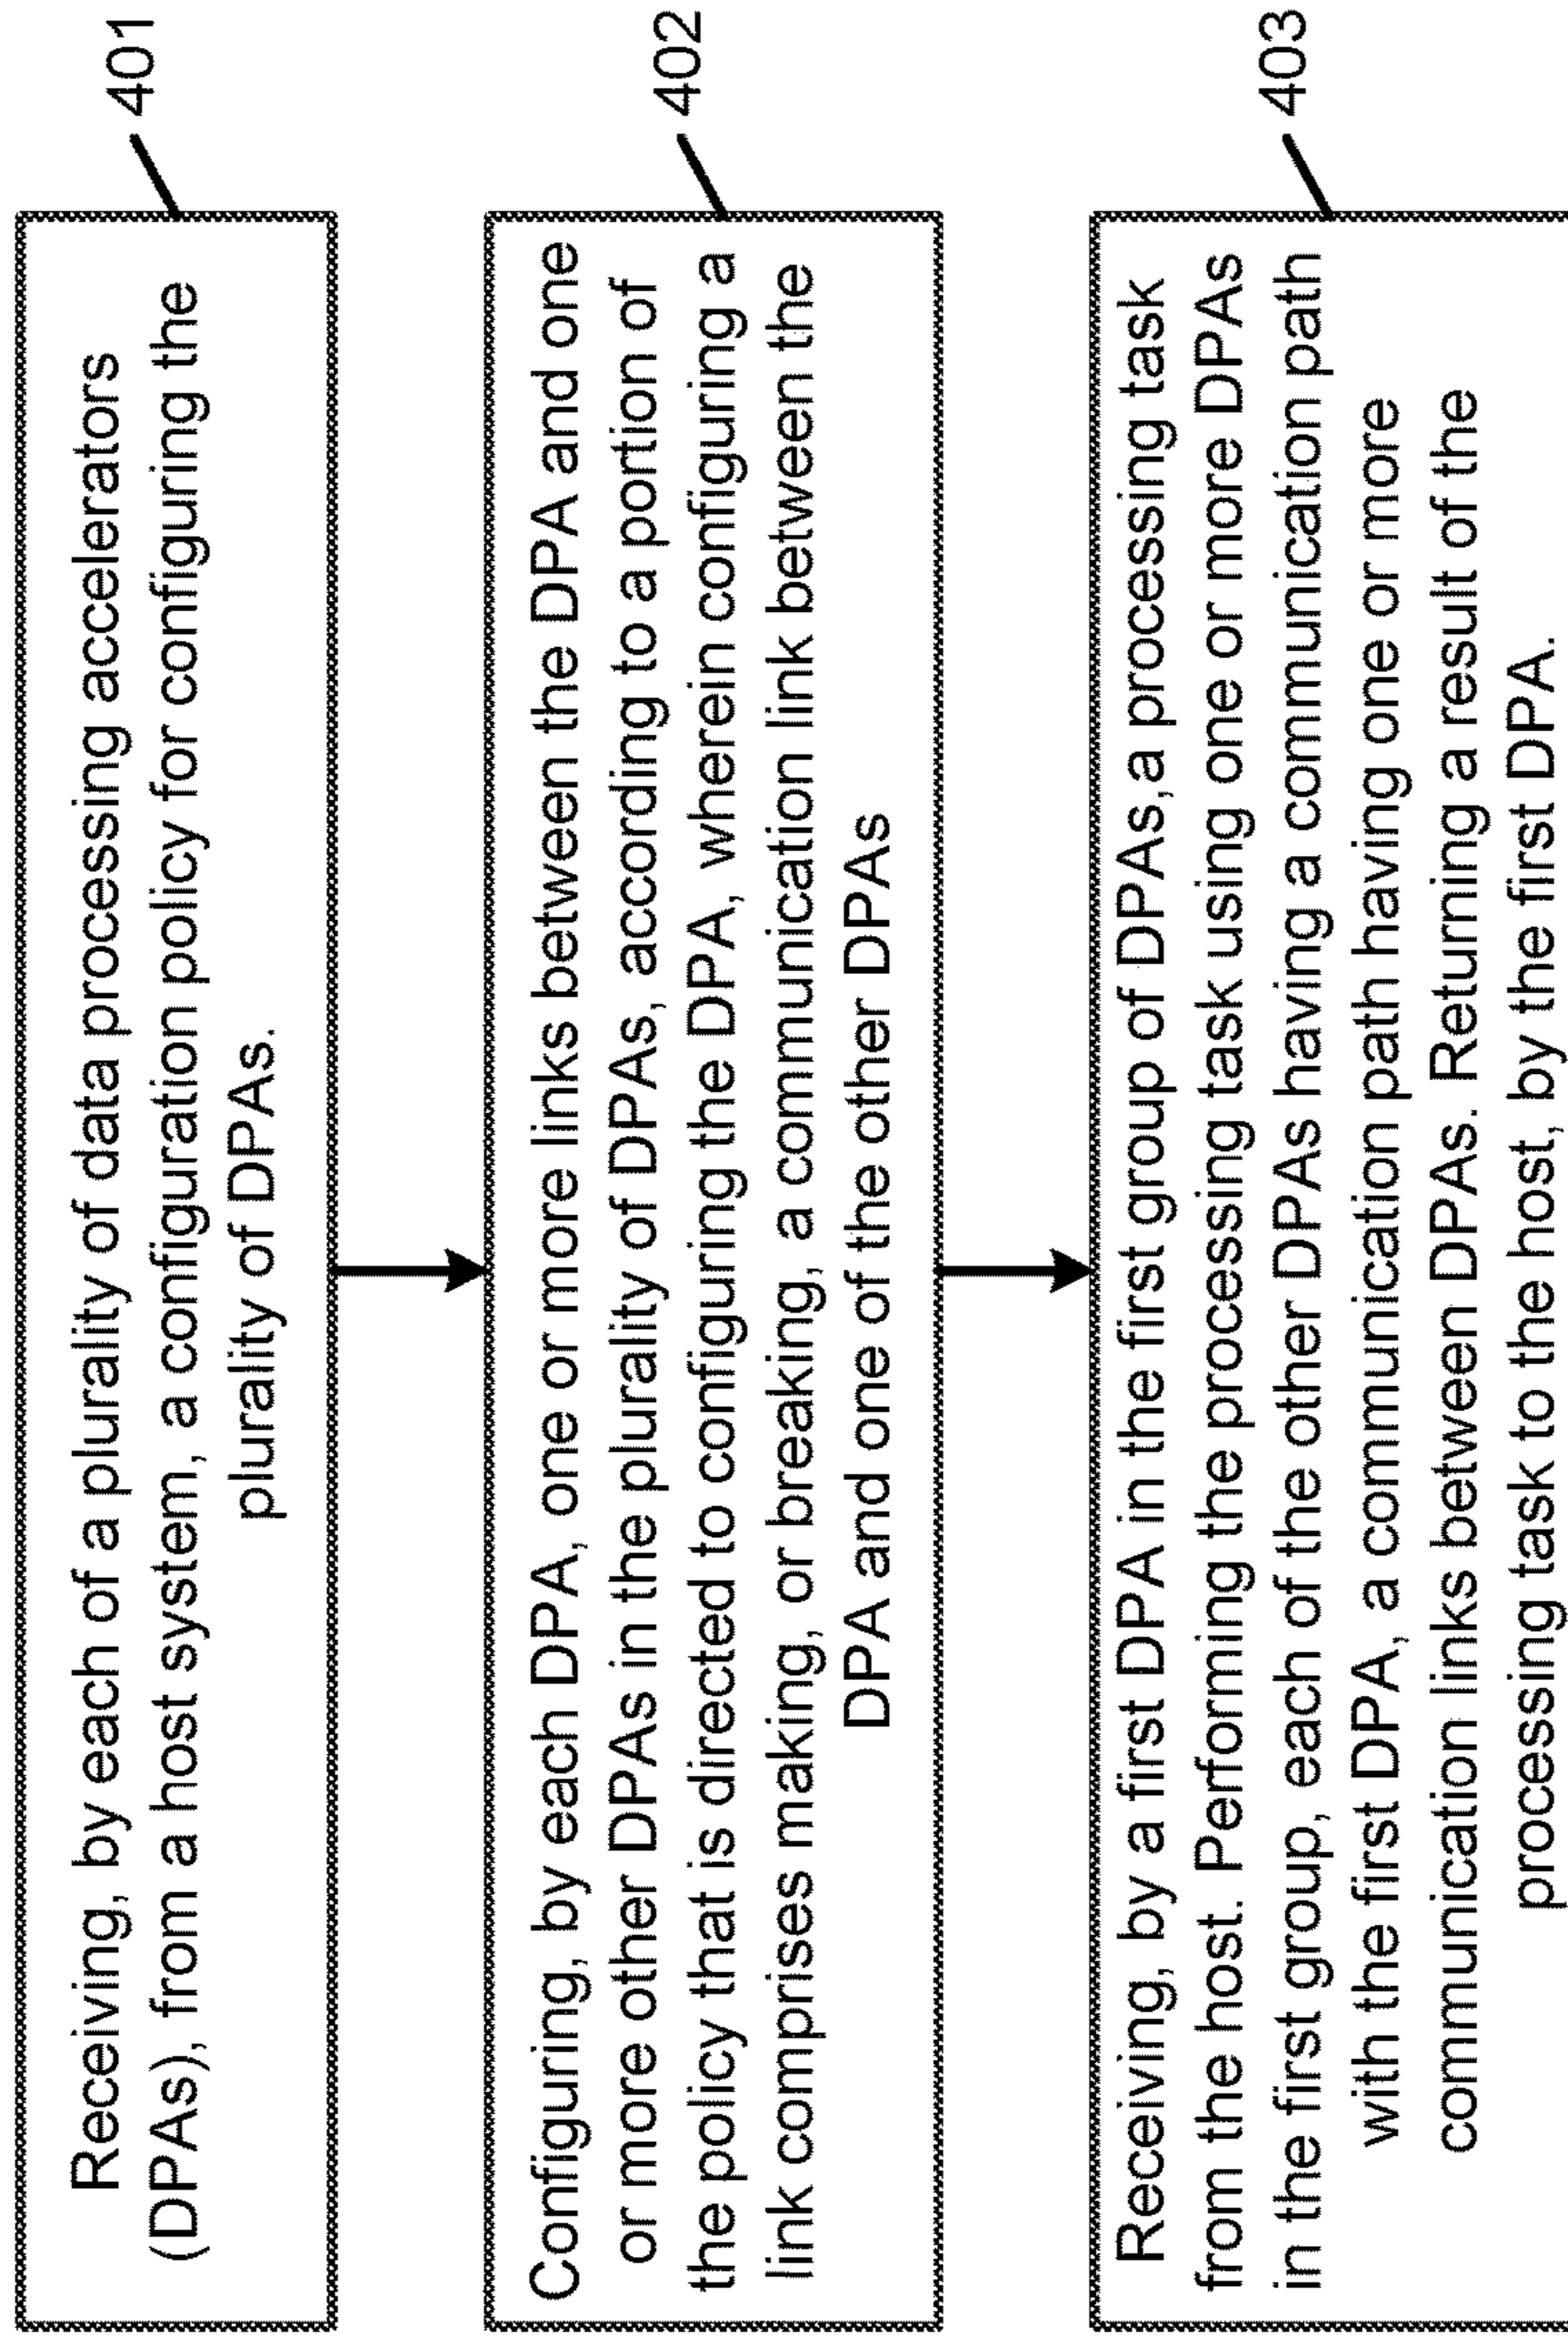 Receiving, by each of a plurality of data processing accelerators
(DPAs), from a host system, a configuration policy for configuring the
plurality of DPAs.
401
Configuring, by each DPA, one or more links between the DPA and one
or more other DPAs in the plurality of DPAs, according to a portion of
the policy that is directed to configuring the DPA, wherein configuring a
link comprises making, or breaking, a communication link between the
DPA and one of the other DPAs
402
Receiving, by a first DPA in the first group of DPAs,a processing task
from the host. Performing the processing task using one or more DPAs
in the first group, each of the other DPAs having a communication path
with the first DPA, a communication path having one or more
communication links between DPAs. Returning a result of the
processing task to the host, by the first DPA.
403